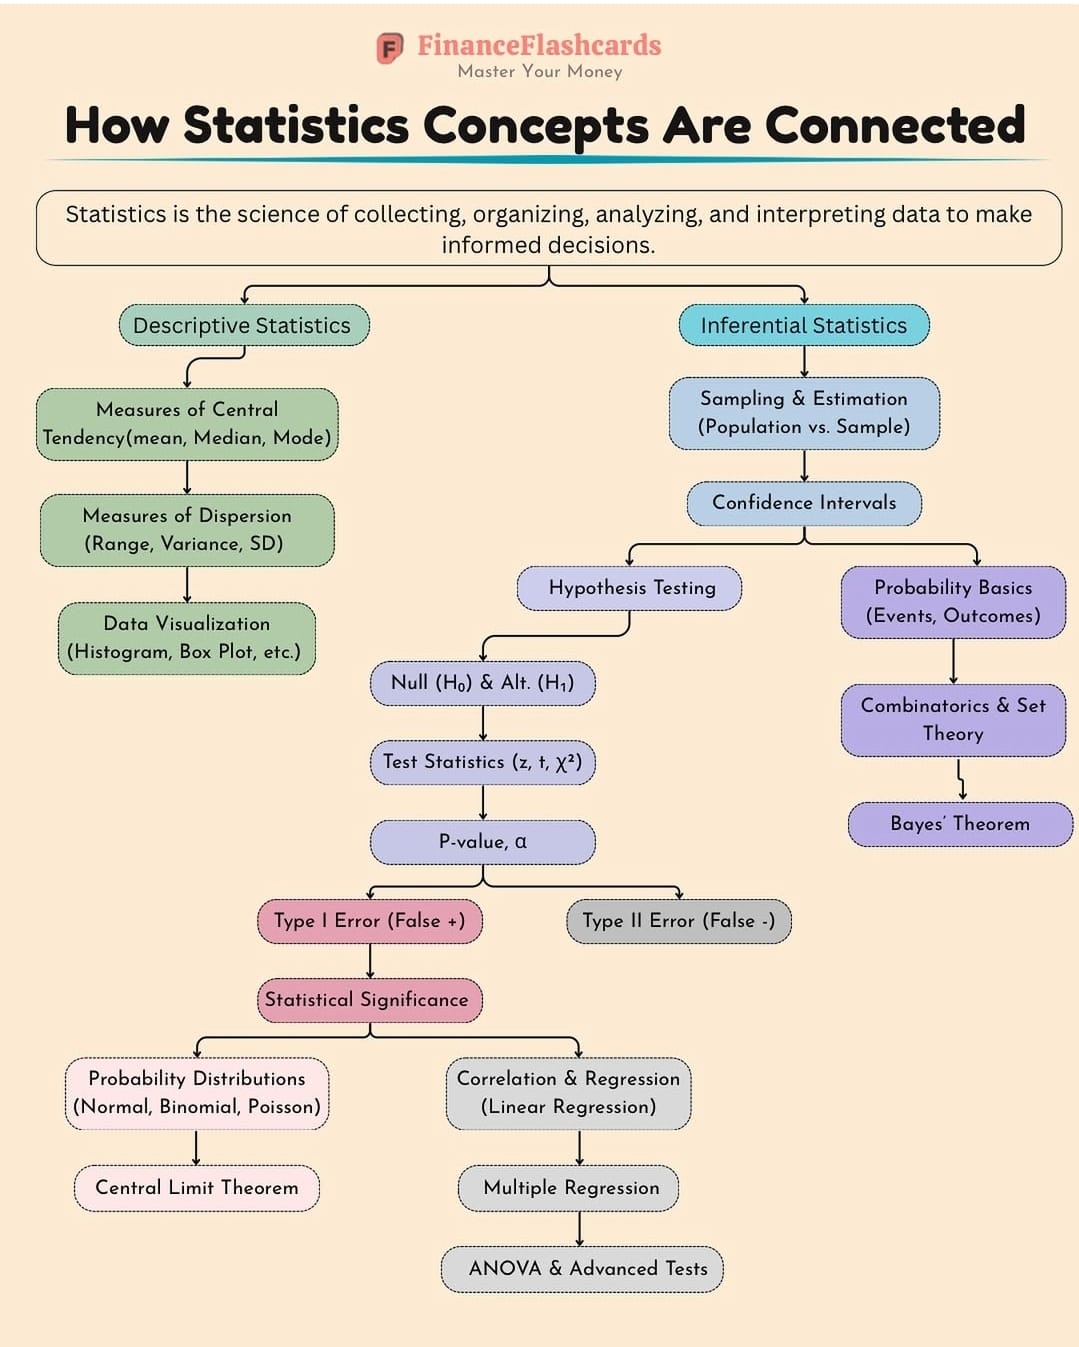 F FinanceFlashcards
Master Your Money
How Statistics Concepts Are Connected
Statistics is the science of collecting, organizing, analyzing, and interpreting data to make
informed decisions.
Descriptive Statistics
Inferential Statistics
Measures of Central
Tendency(mean, Median, Mode)
Sampling & Estimation
(Population vs. Sample)
Measures of Dispersion
(Range, Variance, SD)
Confidence Intervals
Data Visualization
(Histogram, Box Plot, etc.)
Hypothesis Testing
Probability Basics
(Events, Outcomes)
Null (H₀) & Alt. (H₁)
Combinatorics & Set
Theory
Test Statistics (z, t, χ²)
Bayes’ Theorem
P-value, α
Type I Error (False +)
Type II Error (False -)
Statistical Significance
Probability Distributions
(Normal, Binomial, Poisson)
Correlation & Regression
(Linear Regression)
Central Limit Theorem
Multiple Regression
ANOVA & Advanced Tests